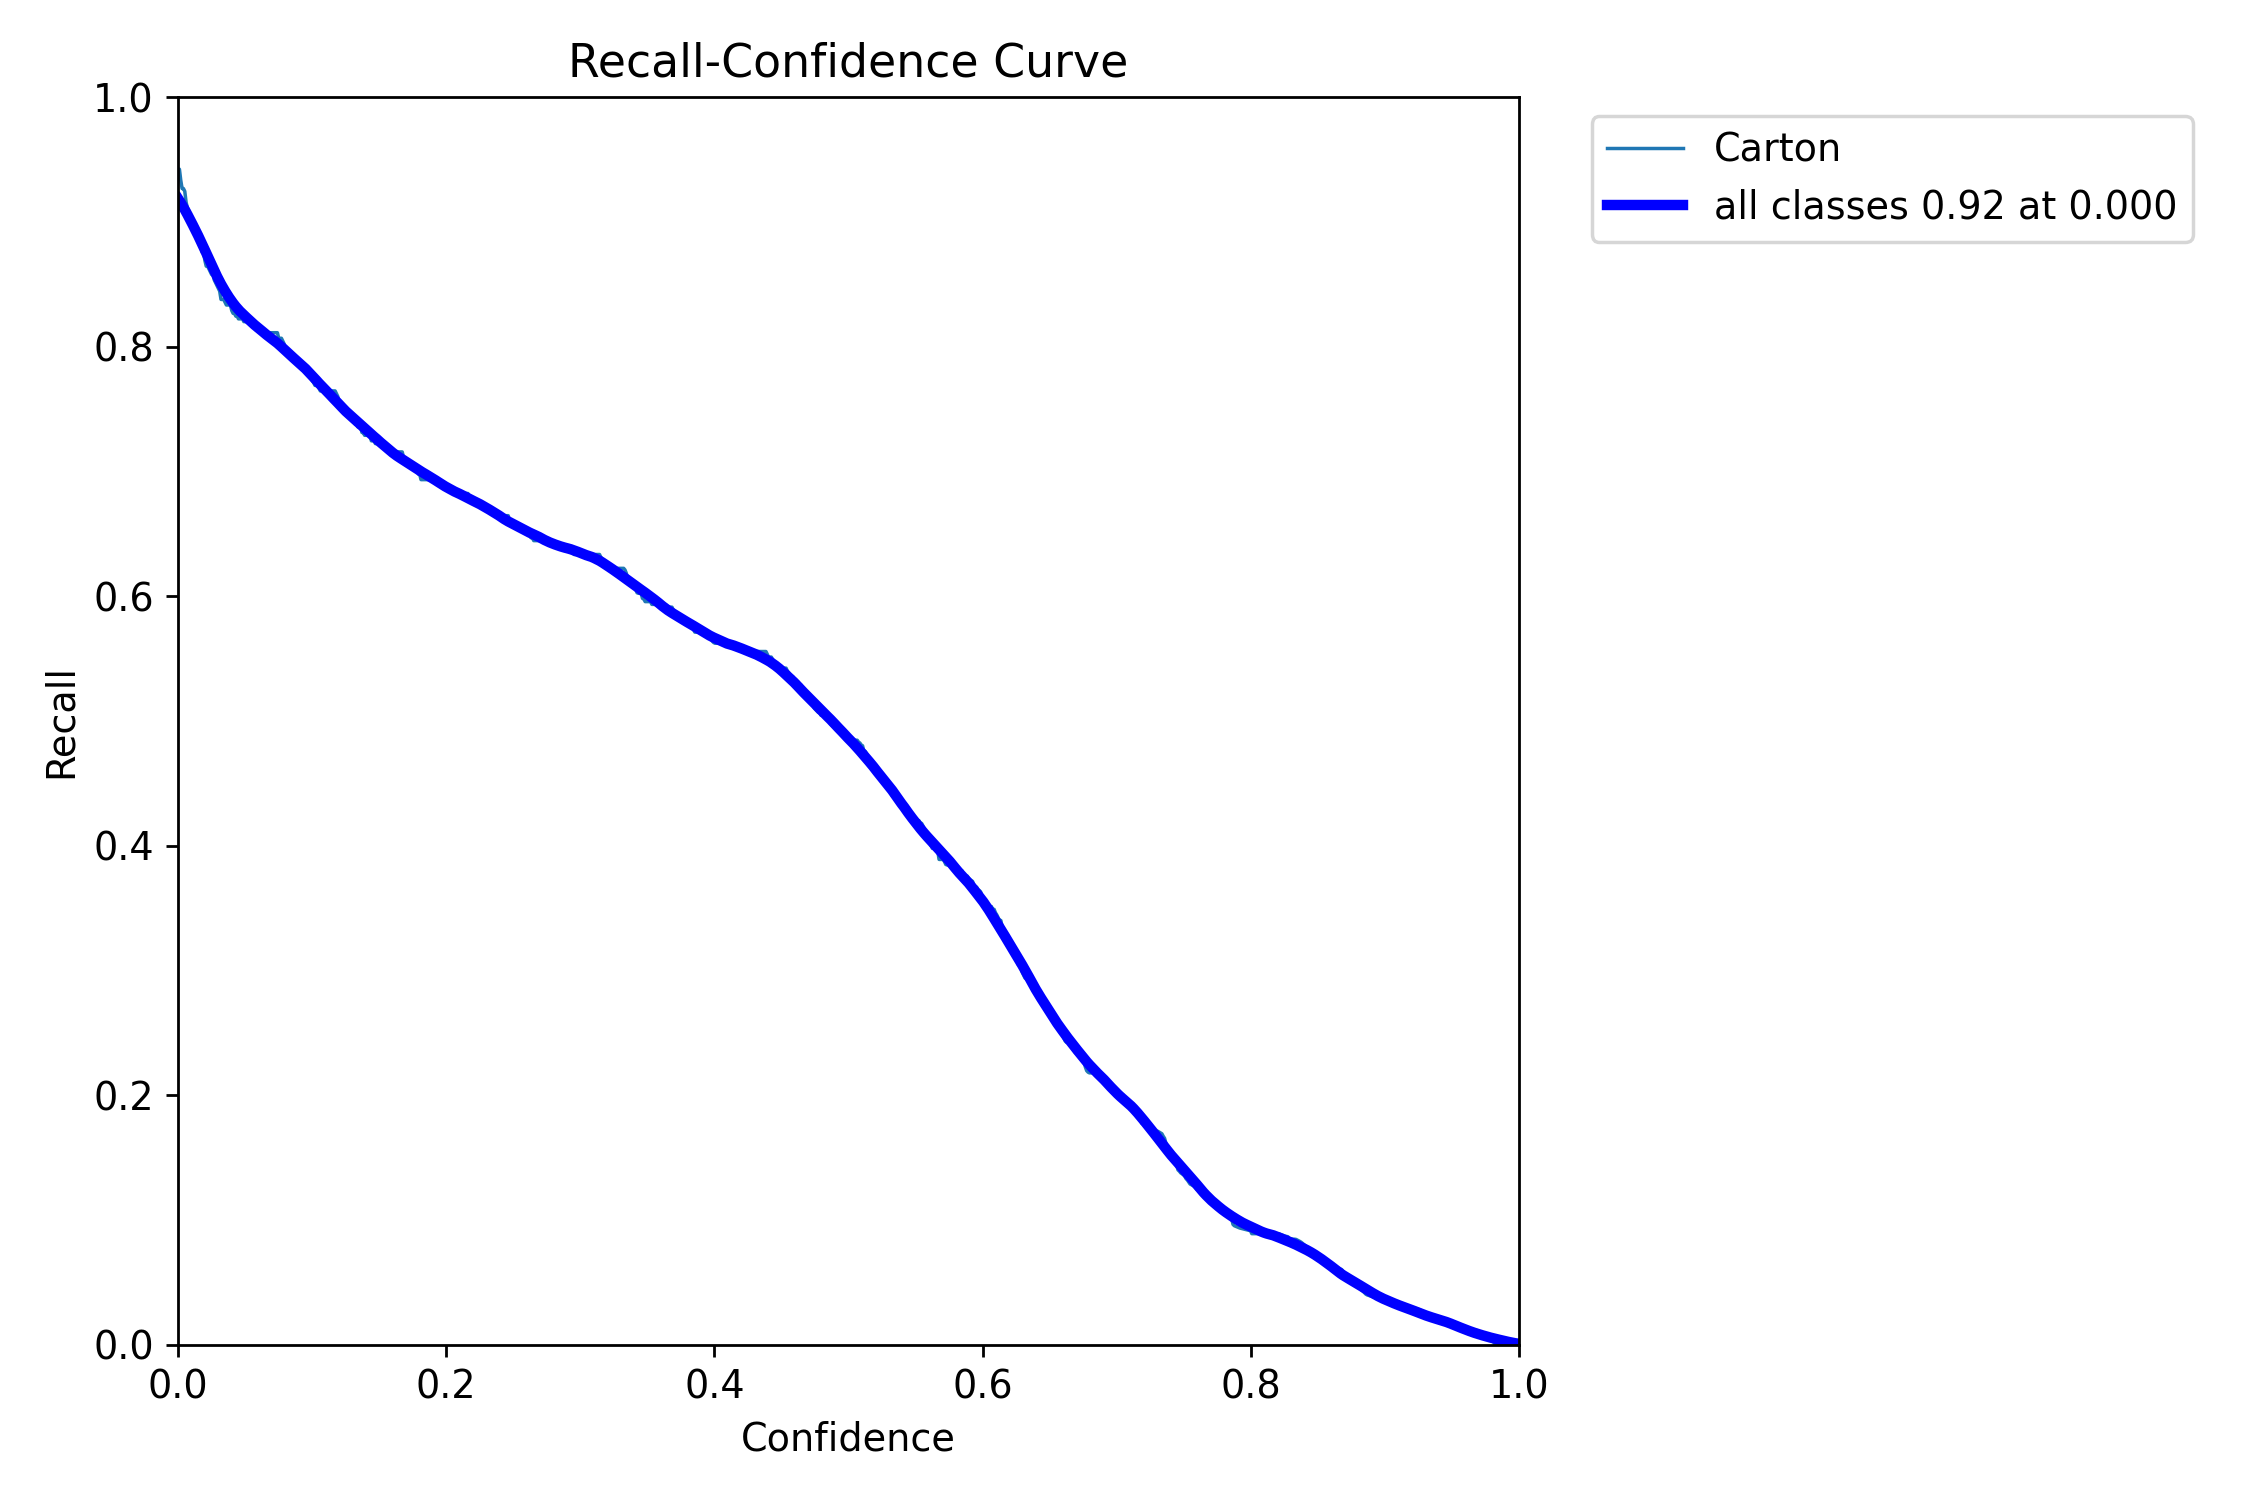 Recall-Confidence Curve
1.0
0.8
0.6
0.4
0.2
0.0
Recall
0.0 0.2 0.4 0.6 0.8 1.0
Confidence
Carton
all classes 0.92 at 0.000